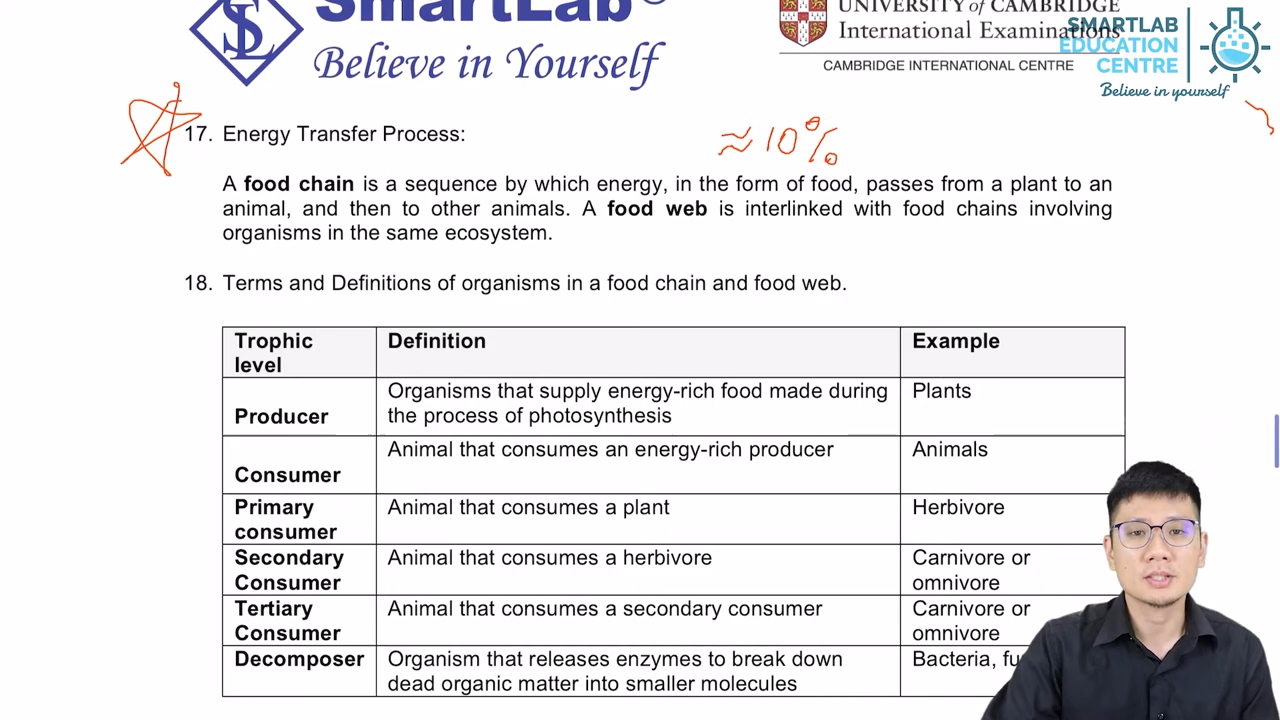 SmartLab
Believe in Yourself
UNIVERSITY of CAMBRIDGE
International Examinations
CAMBRIDGE INTERNATIONAL CENTRE
SMARTLAB
EDUCATION
CENTRE
Believe in yourself
17. Energy Transfer Process:
≈10%
A food chain is a sequence by which energy, in the form of food, passes from a plant to an
animal, and then to other animals. A food web is interlinked with food chains involving
organisms in the same ecosystem.
18. Terms and Definitions of organisms in a food chain and food web.
Trophic level Definition Example
Producer Organisms that supply energy-rich food made during the process of photosynthesis Plants
Consumer Animal that consumes an energy-rich producer Animals
Primary consumer Animal that consumes a plant Herbivore
Secondary Consumer Animal that consumes a herbivore Carnivore or omnivore
Tertiary Consumer Animal that consumes a secondary consumer Carnivore or omnivore
Decomposer Organism that releases enzymes to break down dead organic matter into smaller molecules Bacteria,